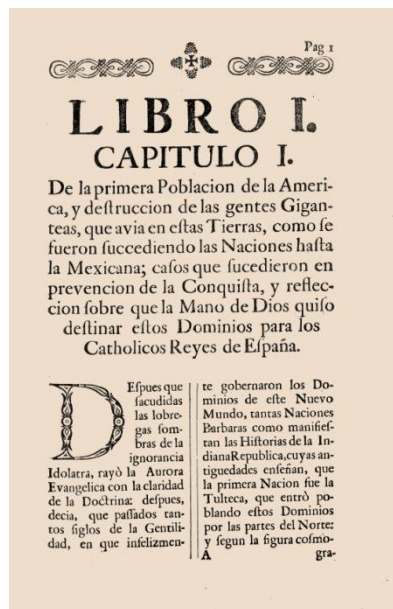 Pag 1
LIBRO I.
CAPITULO I.
De la primera Poblacion de la Ameri-
ca, y deſtruccion de las gentes Gigan-
teas, que avia en eſtas Tierras, como ſe
fueron ſuccediendo las Naciones haſta
la Mexicana; caſos que ſucedieron en
prevencion de la Conquiſta, y reflec-
cion ſobre que la Mano de Dios quiſo
deſtinar eſtos Dominios para los
Catholicos Reyes de Eſpaña.
DEſpues que
ſacudidas
las lobre-
gas ſom-
bras de la
ignorancia
Idolatra, rayò la Aurora
Evangelica con la claridad
de la Doctrina: deſpues,
decia, que paſſados tan-
tos ſiglos de la Gentili-
dad, en que infelizmen-
te gobernaron los Do-
minios de eſte Nuevo
Mundo, tantas Naciones
Barbaras como manifieſ-
tan las Hiſtorias de la In-
diana Republica, cuyas an-
tiguedades enſeñan, que
la primera Nacion fue la
Tulteca, que entrò po-
blando eſtos Dominios
por las partes del Norte:
y ſegun la figura coſmo-
A gra-